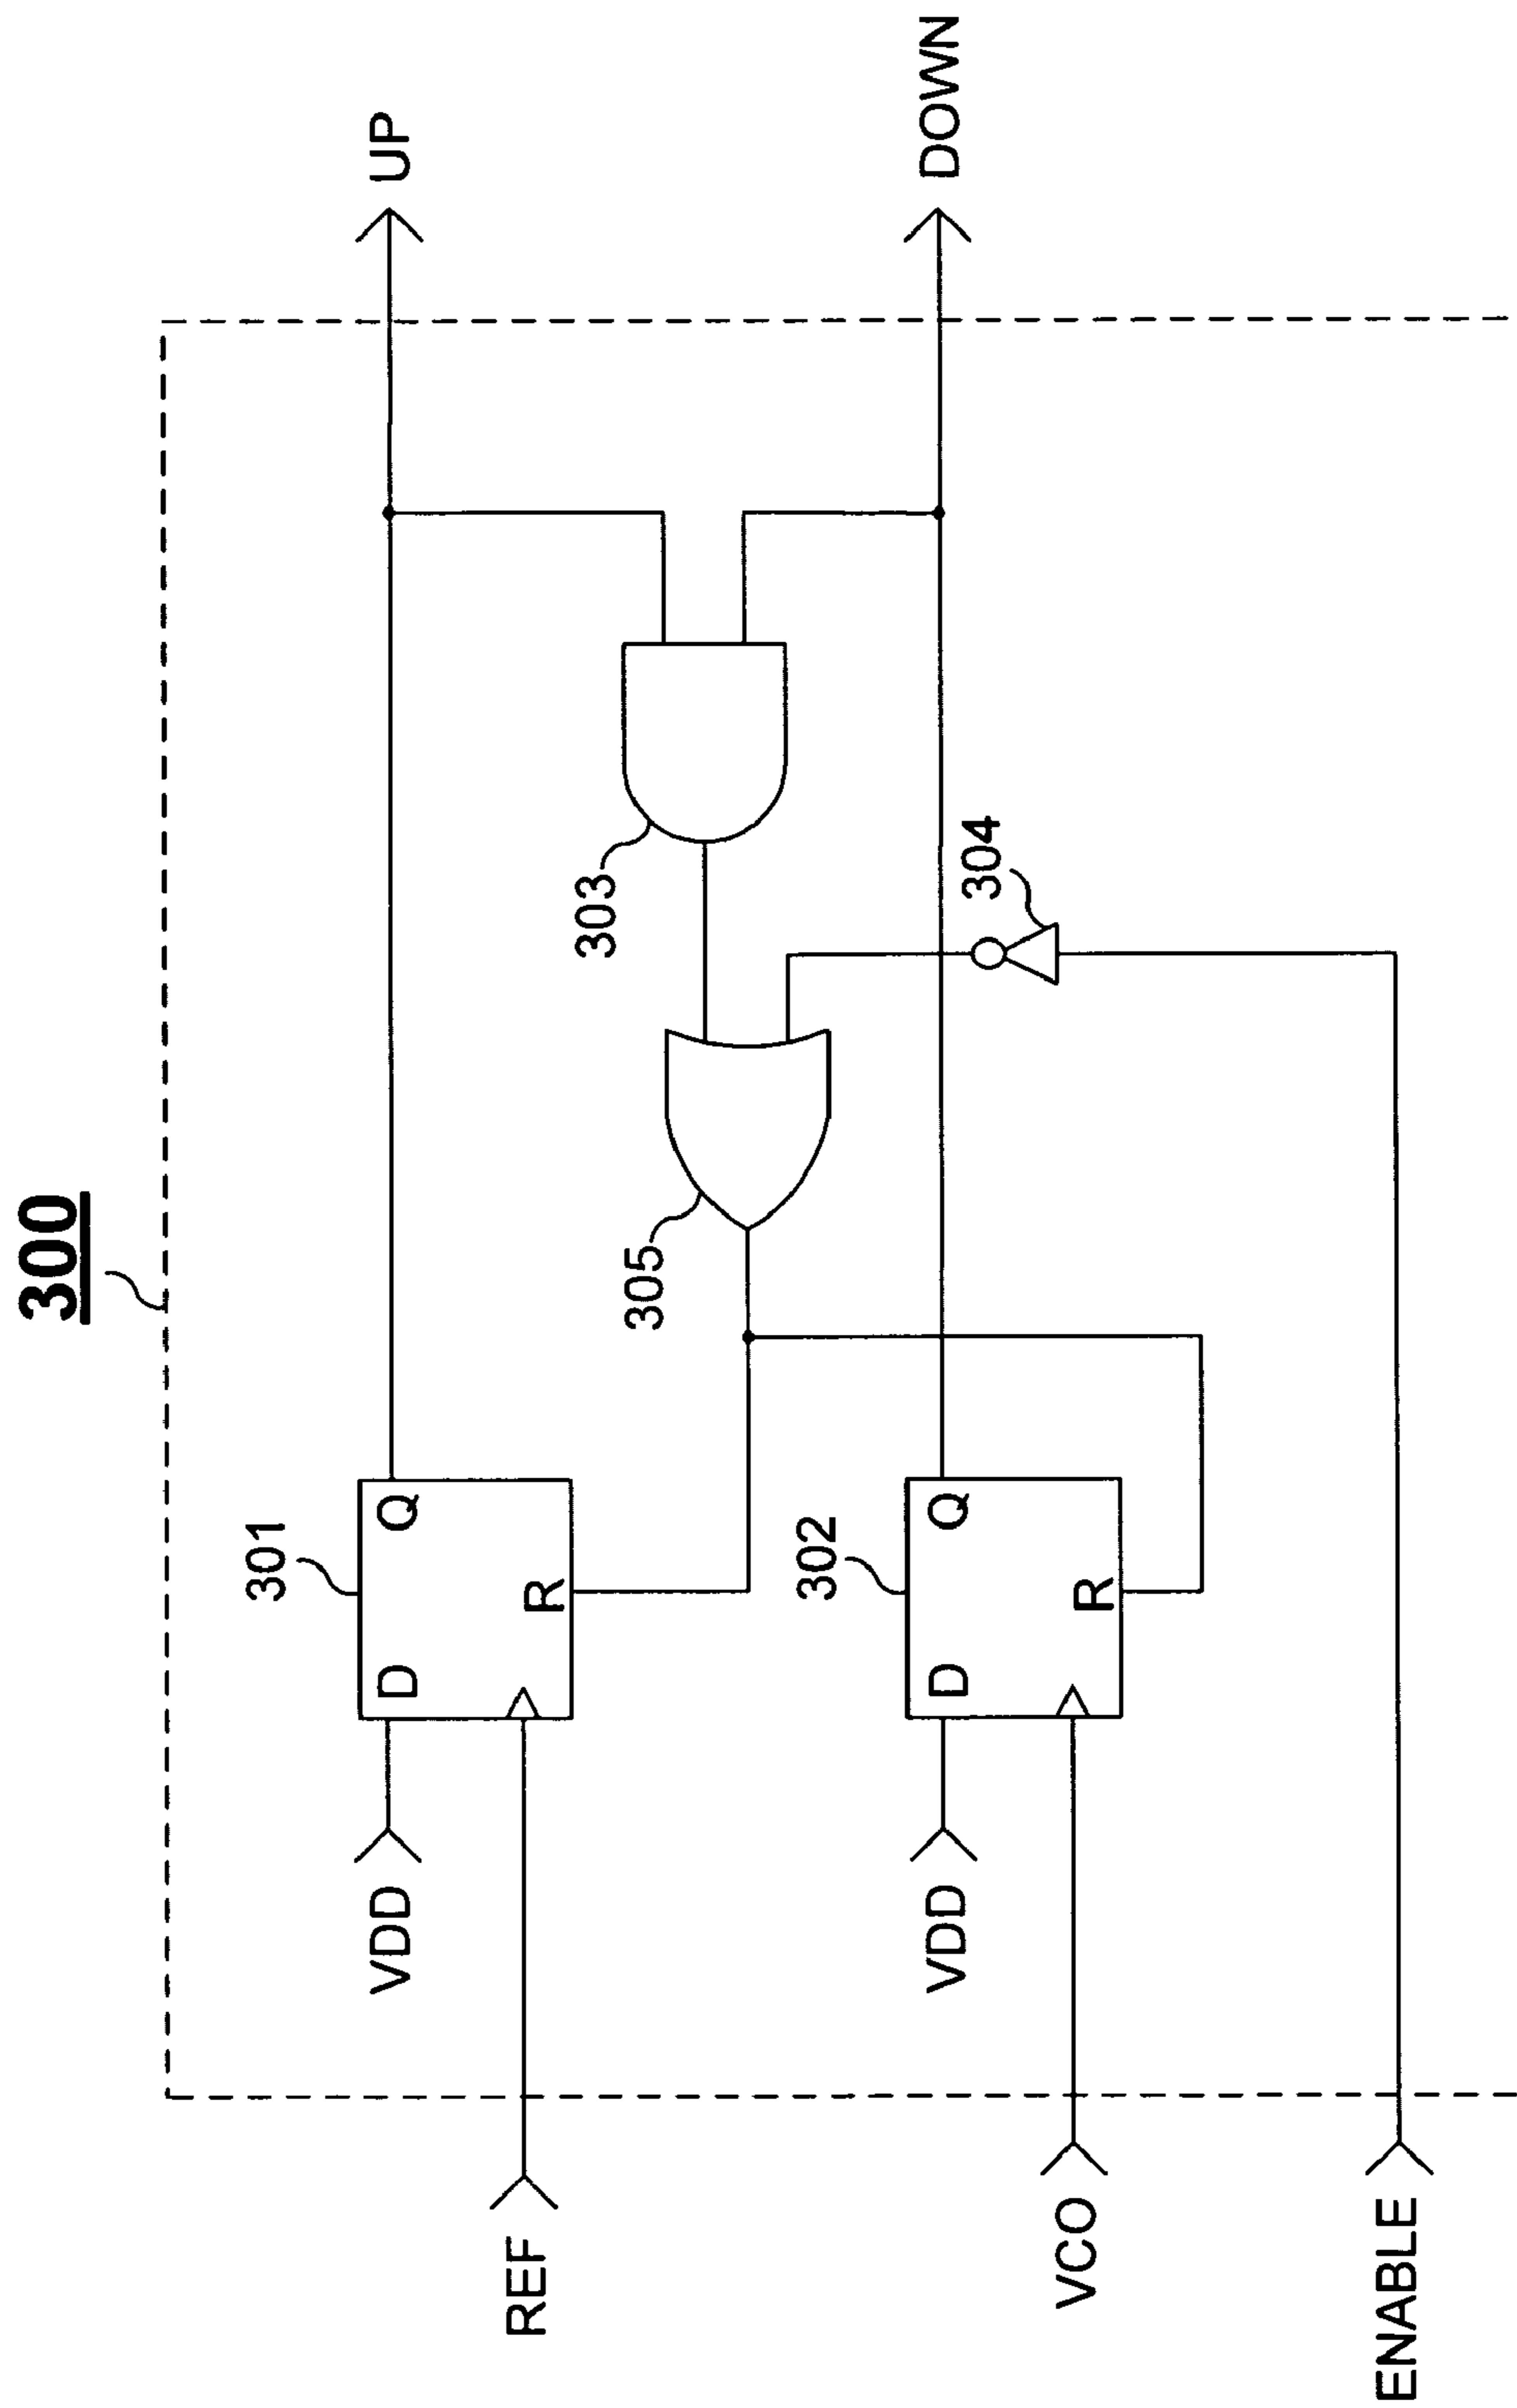 300
301
D
Q
R
VDD
REF
302
D
Q
R
VDD
VCO
ENABLE
303
304
305
UP
DOWN